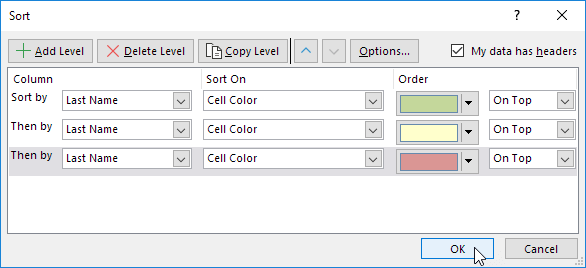 Sort ?
Add Level Delete Level Copy Level Options... My data has headers
Column Sort On Order
Sort by Last Name Cell Color On Top
Then by Last Name Cell Color On Top
Then by Last Name Cell Color On Top
OK Cancel